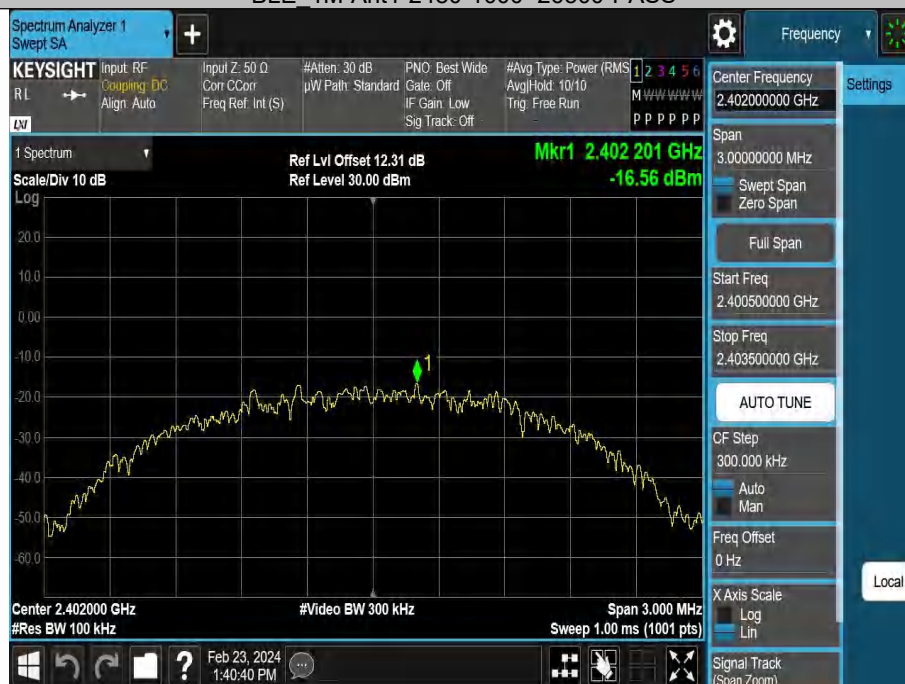 Spectrum Analyzer 1
Swept SA
Frequency
KEYSIGHT
RL
LXI
Input: RF
Coupling: DC
Align: Auto
Input Z: 50 Ω
Corr CCorr
Freq Ref: Int (S)
#Atten: 30 dB
µW Path: Standard
PNO: Best Wide
Gate: Off
IF Gain: Low
Sig Track: Off
#Avg Type: Power (RMS
Avg|Hold: 10/10
Trig: Free Run
1 2 3 4 5 6
M W W W W W
P P P P P P
Center Frequency
2.402000000 GHz
Settings
1 Spectrum
Scale/Div 10 dB
Log
Ref Lvl Offset 12.31 dB
Ref Level 30.00 dBm
Mkr1 2.402 201 GHz
-16.56 dBm
Span
3.00000000 MHz
Swept Span
Zero Span
Full Span
Start Freq
2.400500000 GHz
Stop Freq
2.403500000 GHz
AUTO TUNE
CF Step
300.000 kHz
Auto
Man
Freq Offset
0 Hz
X Axis Scale
Log
Lin
Signal Track
(Span Zoom)
Local
20.0
10.0
0.00
-10.0
-20.0
-30.0
-40.0
-50.0
-60.0
1
Center 2.402000 GHz
#Res BW 100 kHz
#Video BW 300 kHz
Span 3.000 MHz
Sweep 1.00 ms (1001 pts)
?
Feb 23, 2024
1:40:40 PM